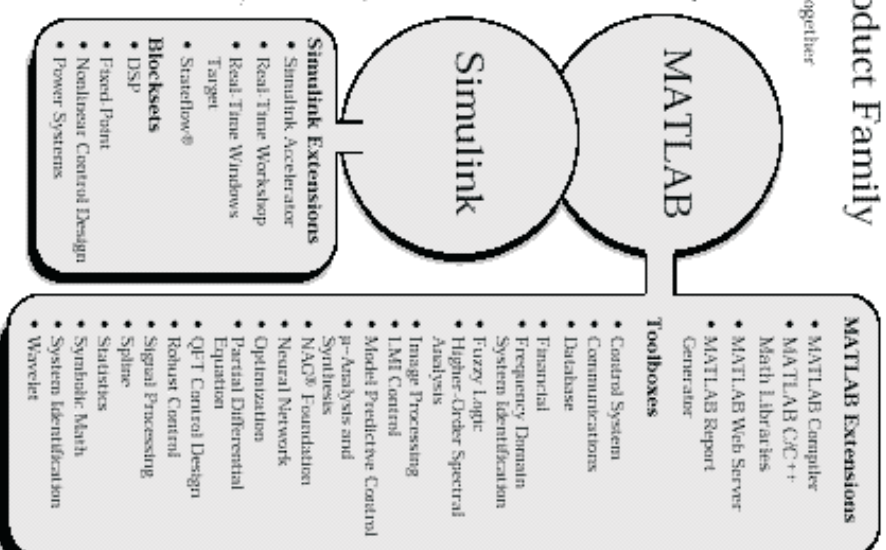 oduct Family
ogether
MATLAB
Simulink
MATLAB Extensions
• MATLAB Compiler
• MATLAB C/C++
Math Libraries
• MATLAB Web Server
• MATLAB Report
Generator
Toolboxes
• Control System
• Communications
• Database
• Financial
• Frequency Domain
System Identification
• Fuzzy Logic
• Higher-Order Spectral
Analysis
• Image Processing
• LMI Control
• Model Predictive Control
• μ-Analysis and
Synthesis
• NAG® Foundation
• Neural Network
• Optimization
• Partial Differential
Equation
• QFT Control Design
• Robust Control
• Signal Processing
• Spline
• Statistics
• Symbolic Math
• System Identification
• Wavelet
Simulink Extensions
• Simulink Accelerator
• Real-Time Workshop
• Real-Time Windows
Target
• Stateflow®
Blocksets
• DSP
• Fixed-Point
• Nonlinear Control Design
• Power Systems